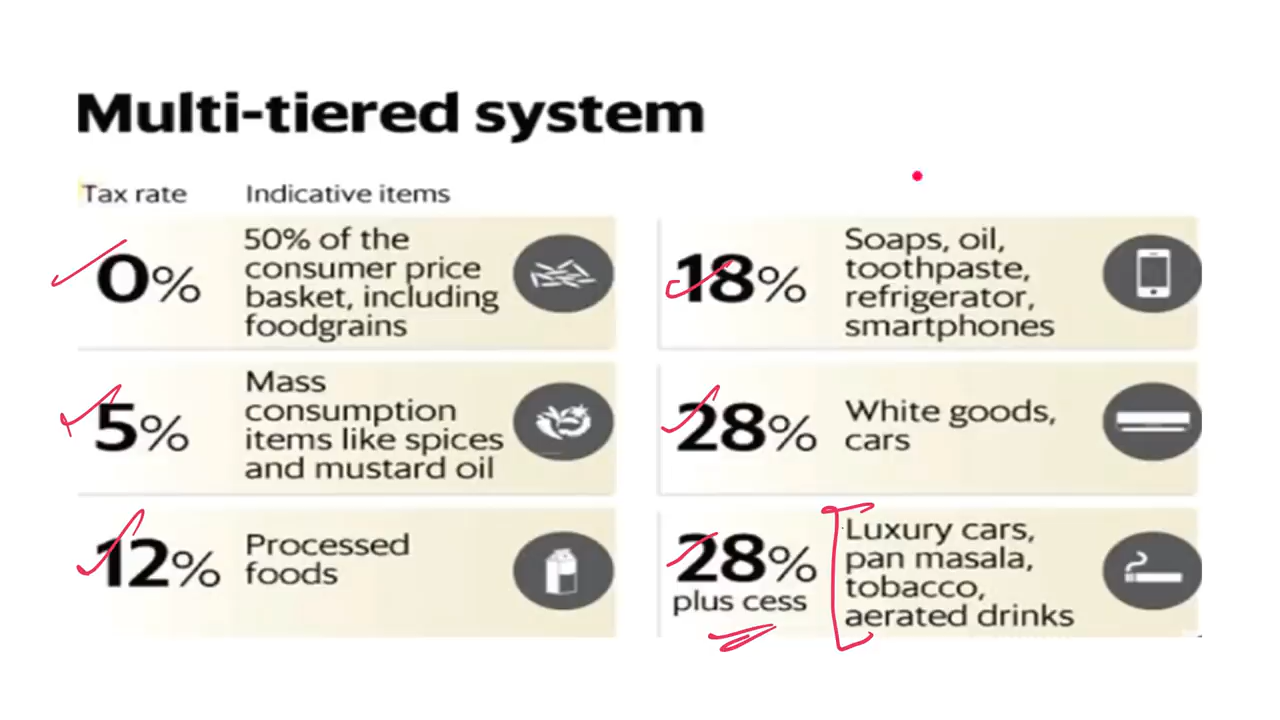 Multi-tiered system
Tax rate
Indicative items
0%
50% of the
consumer price
basket, including
foodgrains
5%
Mass
consumption
items like spices
and mustard oil
12%
Processed
foods
18%
Soaps, oil,
toothpaste,
refrigerator,
smartphones
28%
White goods,
cars
28%
plus cess
Luxury cars,
pan masala,
tobacco,
aerated drinks